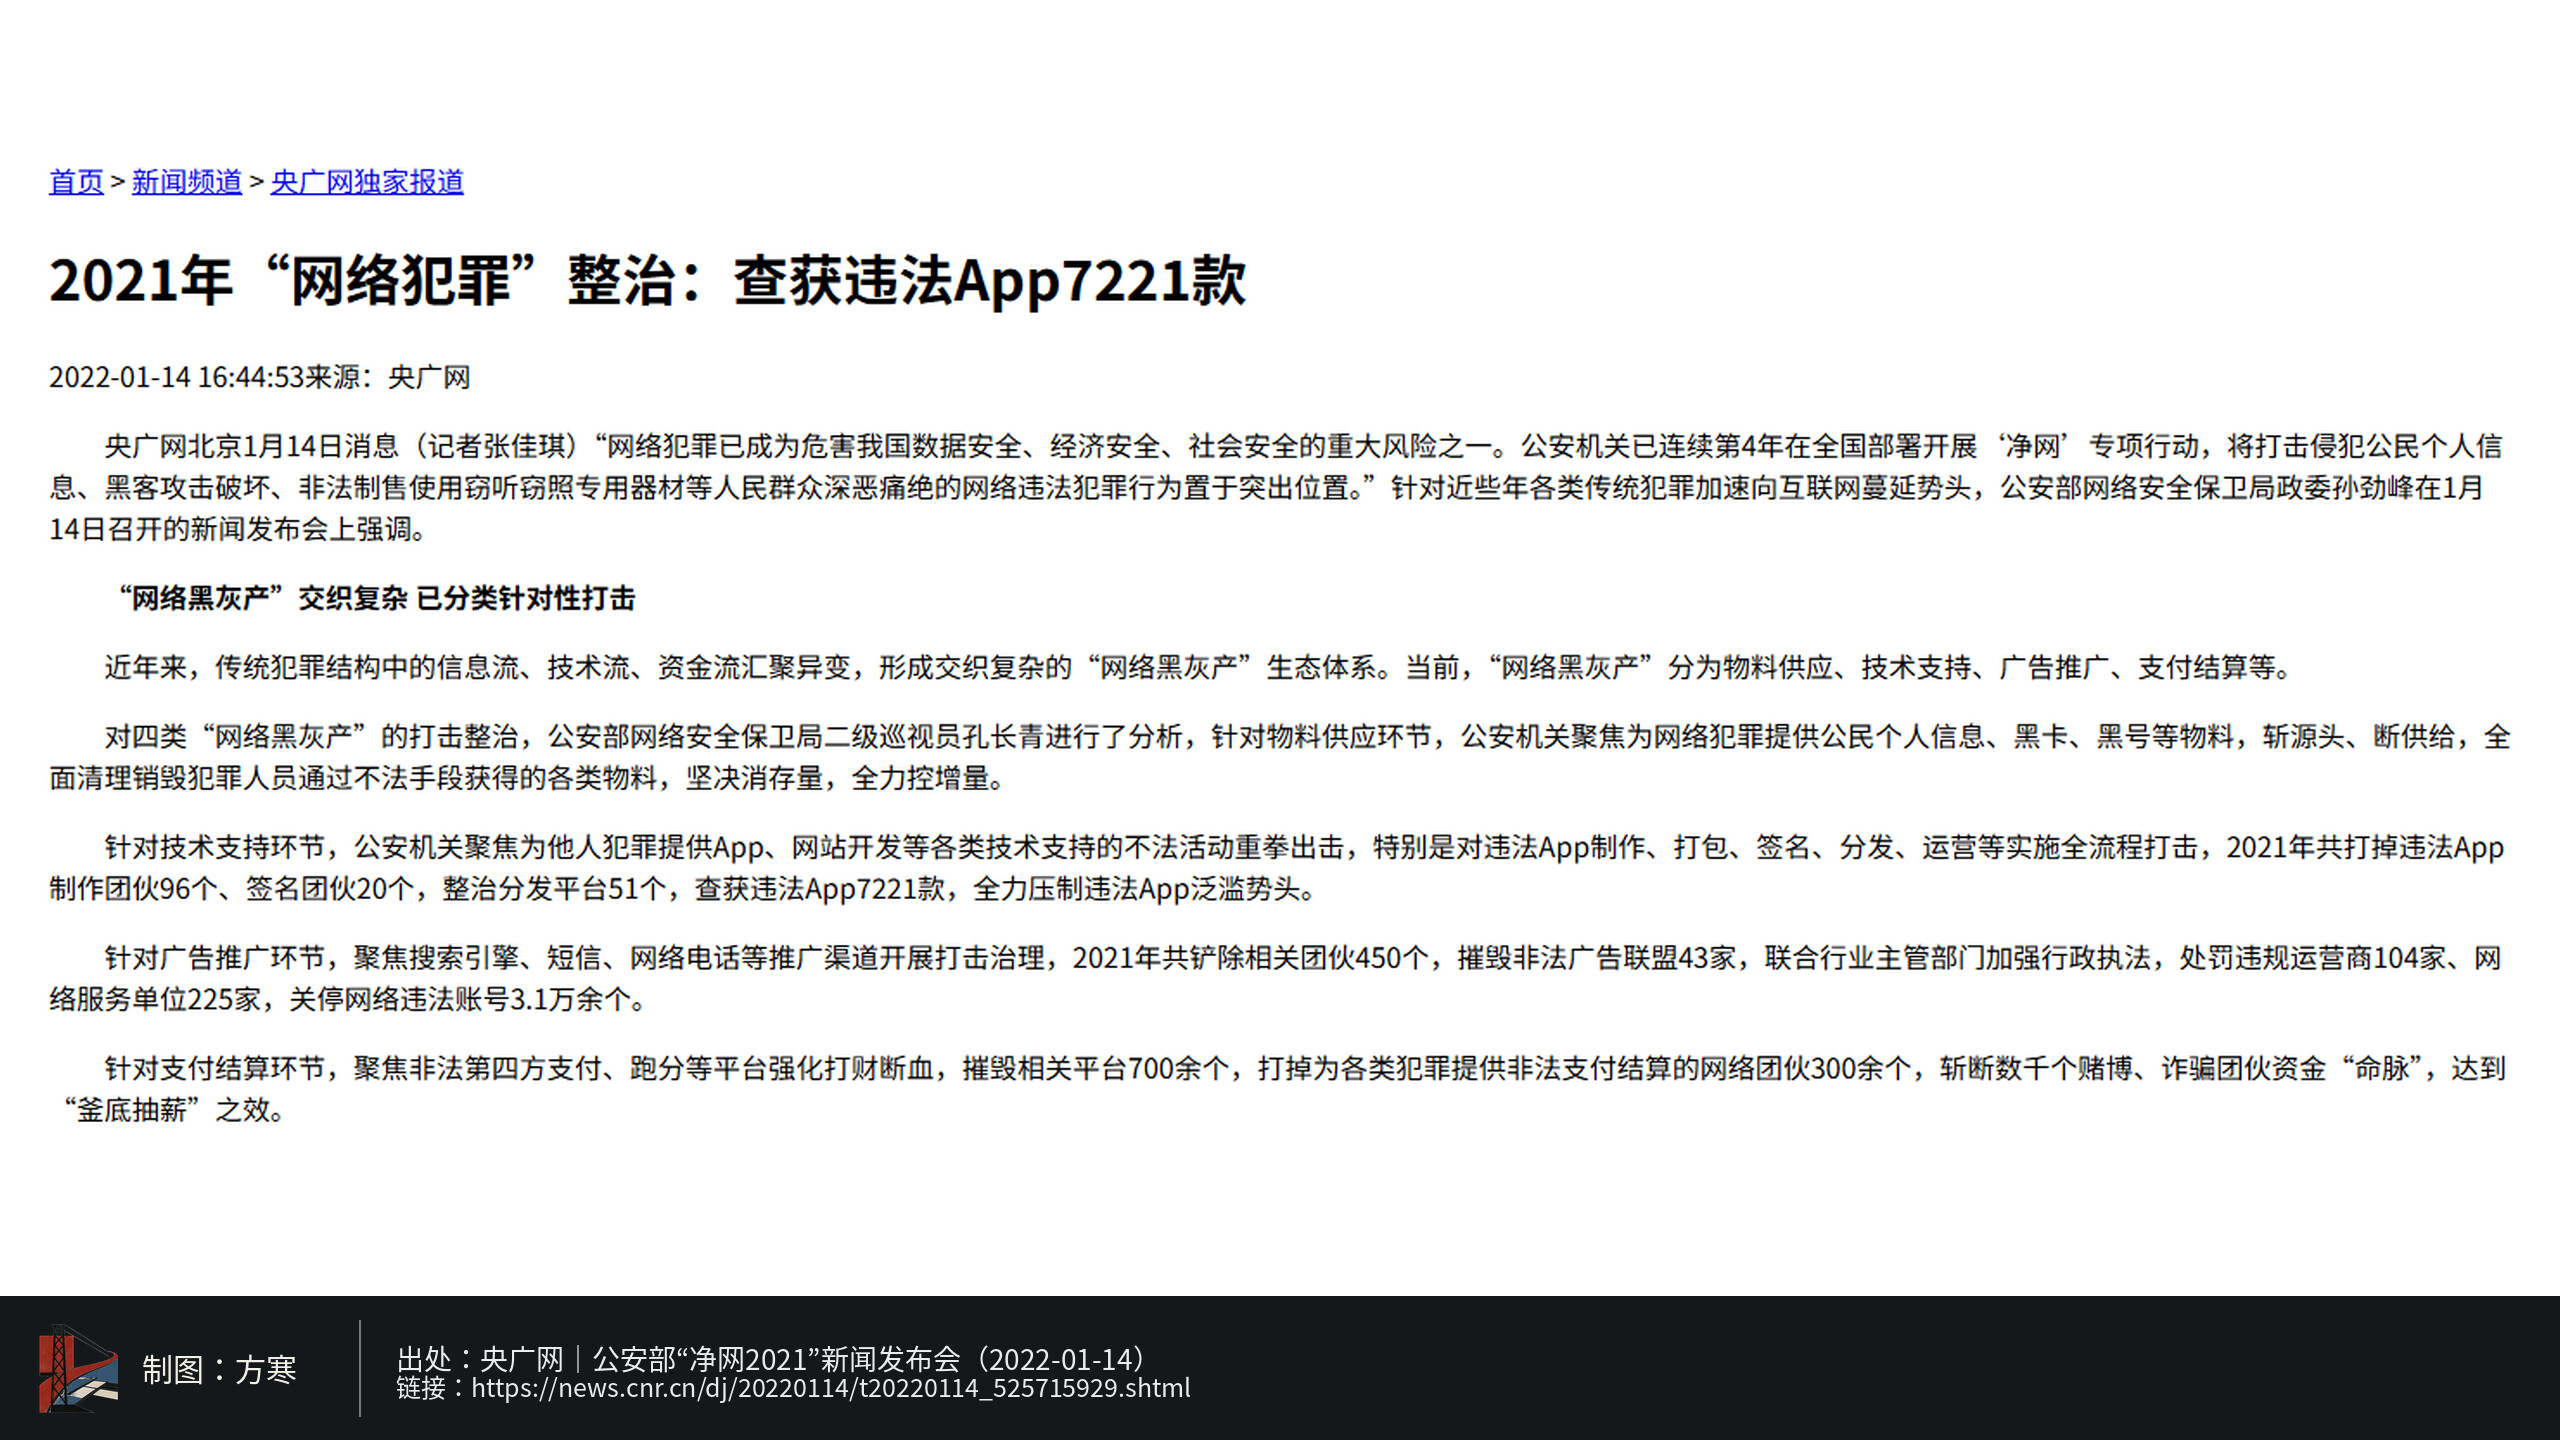 首页 > 新闻频道 > 央广网独家报道
2021年“网络犯罪”整治：查获违法App7221款
2022-01-14 16:44:53来源：央广网
央广网北京1月14日消息（记者张佳琪）“网络犯罪已成为危害我国数据安全、经济安全、社会安全的重大风险之一。公安机关已连续第4年在全国部署开展‘净网’专项行动，将打击侵犯公民个人信
息、黑客攻击破坏、非法制售使用窃听窃照专用器材等人民群众深恶痛绝的网络违法犯罪行为置于突出位置。”针对近些年各类传统犯罪加速向互联网蔓延势头，公安部网络安全保卫局政委孙劲峰在1月
14日召开的新闻发布会上强调。
“网络黑灰产”交织复杂 已分类针对性打击
近年来，传统犯罪结构中的信息流、技术流、资金流汇聚异变，形成交织复杂的“网络黑灰产”生态体系。当前，“网络黑灰产”分为物料供应、技术支持、广告推广、支付结算等。
对四类“网络黑灰产”的打击整治，公安部网络安全保卫局二级巡视员孔长青进行了分析，针对物料供应环节，公安机关聚焦为网络犯罪提供公民个人信息、黑卡、黑号等物料，斩源头、断供给，全
面清理销毁犯罪人员通过不法手段获得的各类物料，坚决消存量，全力控增量。
针对技术支持环节，公安机关聚焦为他人犯罪提供App、网站开发等各类技术支持的不法活动重拳出击，特别是对违法App制作、打包、签名、分发、运营等实施全流程打击，2021年共打掉违法App
制作团伙96个、签名团伙20个，整治分发平台51个，查获违法App7221款，全力压制违法App泛滥势头。
针对广告推广环节，聚焦搜索引擎、短信、网络电话等推广渠道开展打击治理，2021年共铲除相关团伙450个，摧毁非法广告联盟43家，联合行业主管部门加强行政执法，处罚违规运营商104家、网
络服务单位225家，关停网络违法账号3.1万余个。
针对支付结算环节，聚焦非法第四方支付、跑分等平台强化打财断血，摧毁相关平台700余个，打掉为各类犯罪提供非法支付结算的网络团伙300余个，斩断数千个赌博、诈骗团伙资金“命脉”，达到
“釜底抽薪”之效。
制图：方寒
出处：央广网｜公安部“净网2021”新闻发布会（2022-01-14）
链接：https://news.cnr.cn/dj/20220114/t20220114_525715929.shtml